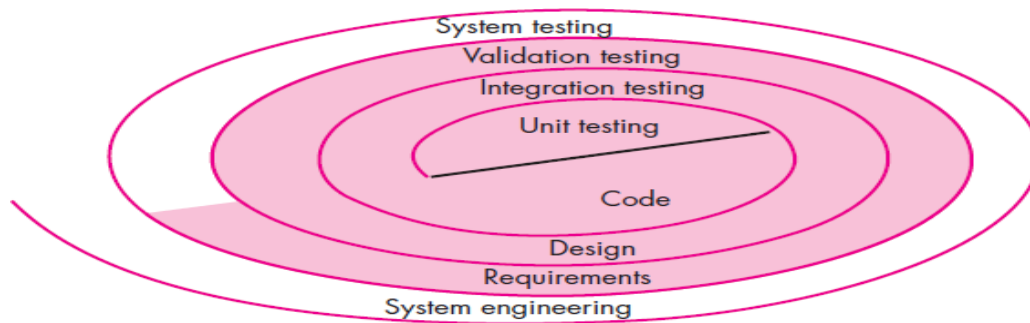 System testing
Validation testing
Integration testing
Unit testing
Code
Design
Requirements
System engineering